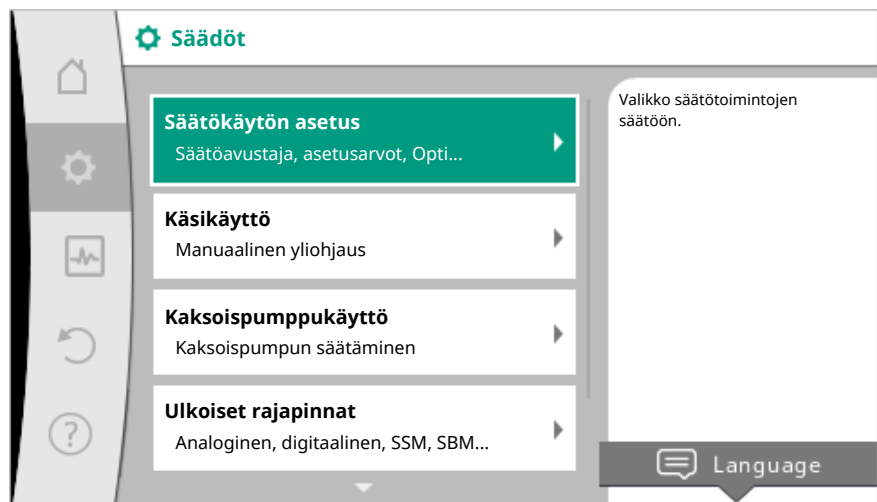 Säädöt
Säätökäytön asetus
Säätöavustaja, asetusarvot, Opti...
Käsikäyttö
Manuaalinen yliohjaus
Kaksoispumppukäyttö
Kaksoispumpun säätäminen
Ulkoiset rajapinnat
Analoginen, digitaalinen, SSM, SBM...
Valikko säätötoimintojen
säätöön.
Language